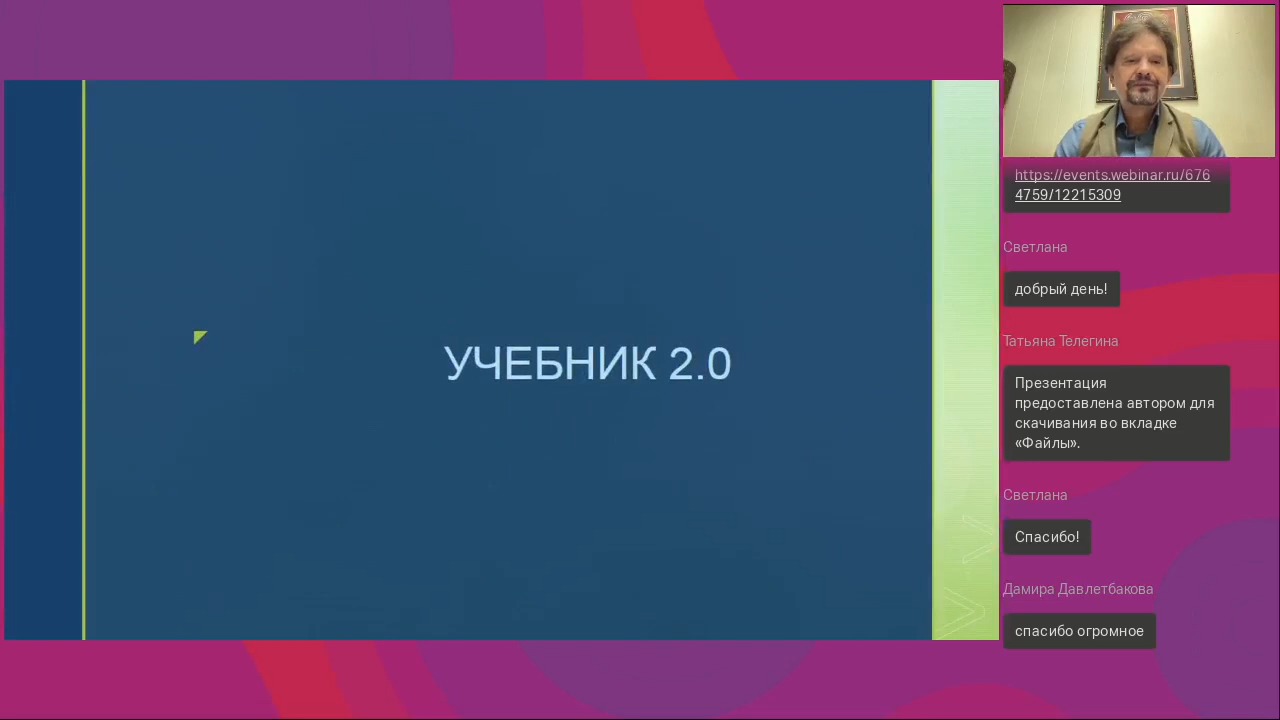 УЧЕБНИК 2.0
https://events.webinar.ru/676
4759/12215309
Светлана
добрый день!
Татьяна Телегина
Презентация
предоставлена автором для
скачивания во вкладке
«Файлы».
Светлана
Спасибо!
Дамира Давлетбакова
спасибо огромное